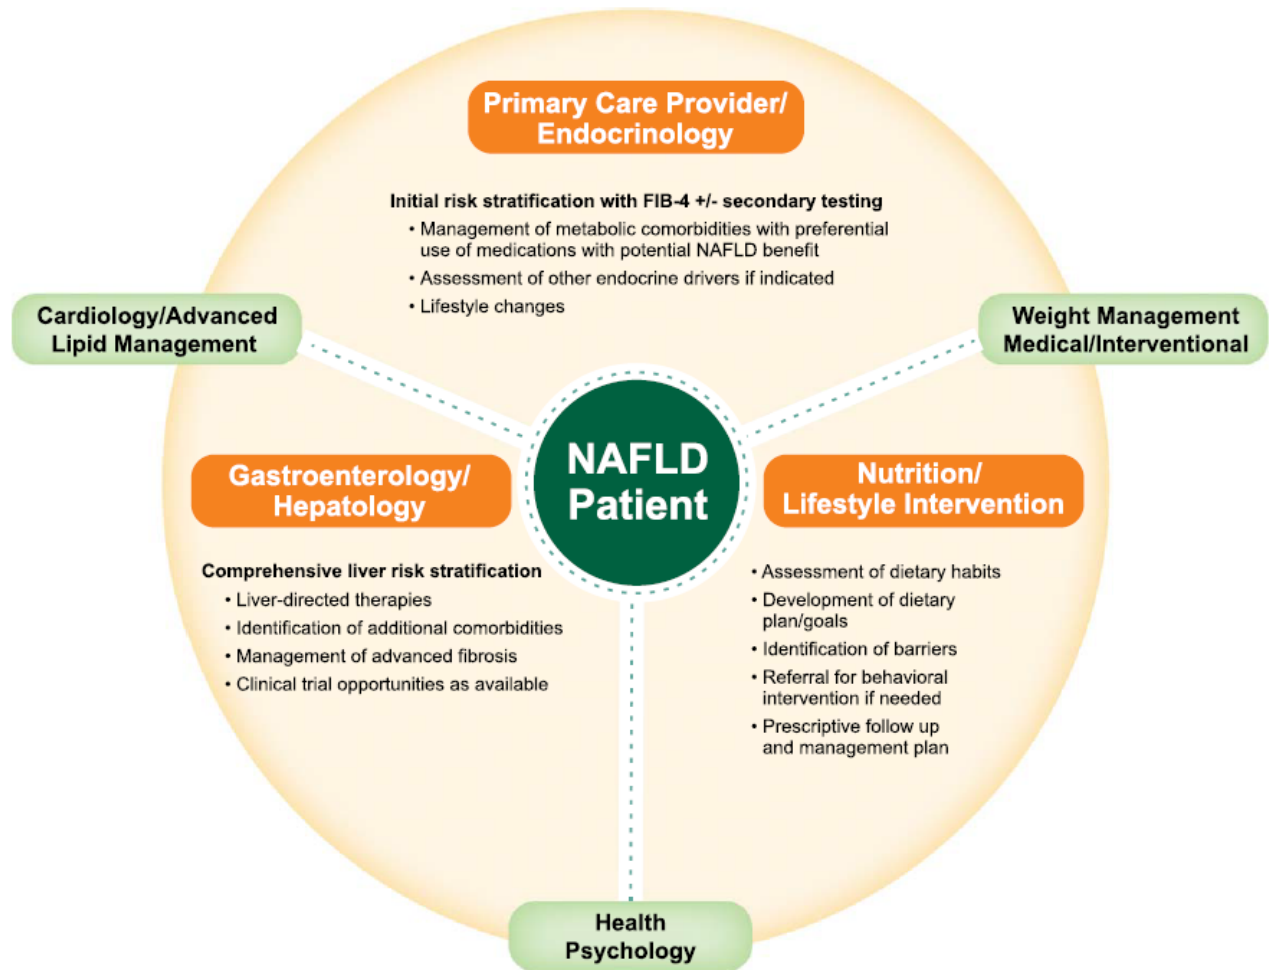 Primary Care Provider/
Endocrinology
Initial risk stratification with FIB-4 +/- secondary testing
• Management of metabolic comorbidities with preferential
use of medications with potential NAFLD benefit
• Assessment of other endocrine drivers if indicated
• Lifestyle changes
Cardiology/Advanced
Lipid Management
Weight Management
Medical/Interventional
NAFLD
Patient
Gastroenterology/
Hepatology
Comprehensive liver risk stratification
• Liver-directed therapies
• Identification of additional comorbidities
• Management of advanced fibrosis
• Clinical trial opportunities as available
Nutrition/
Lifestyle Intervention
• Assessment of dietary habits
• Development of dietary
plan/goals
• Identification of barriers
• Referral for behavioral
intervention if needed
• Prescriptive follow up
and management plan
Health
Psychology